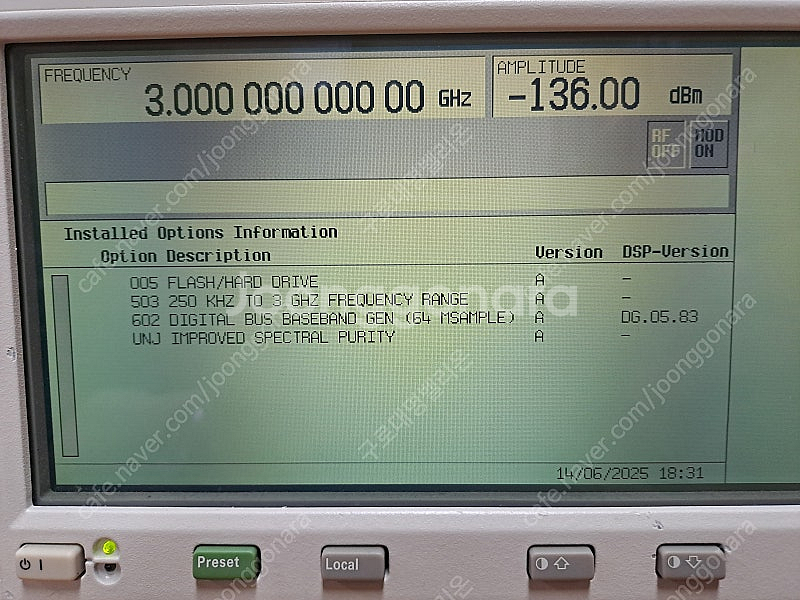 FREQUENCY
3.000 000 000 00 GHz
AMPLITUDE
-136.00 dBm
RF OFF
MOD ON
Installed Options Information
Option Description Version DSP-Version
005 FLASH/HARD DRIVE A -
503 250 KHZ TO 3 GHZ FREQUENCY RANGE A -
602 DIGITAL BUS BASEBAND GEN (64 MSAMPLE) A DG.05.83
UNJ IMPROVED SPECTRAL PURITY A -
14/06/2025 18:31
Preset
Local
joonggonara
cafe.naver.com/joonggonara